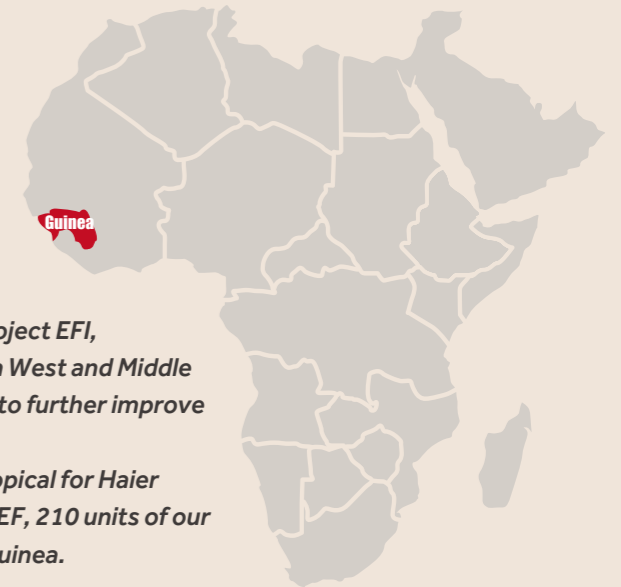 Guinea
oject EFI,
West and Middle
to further improve
opical for Haier
EF, 210 units of our
uinea.